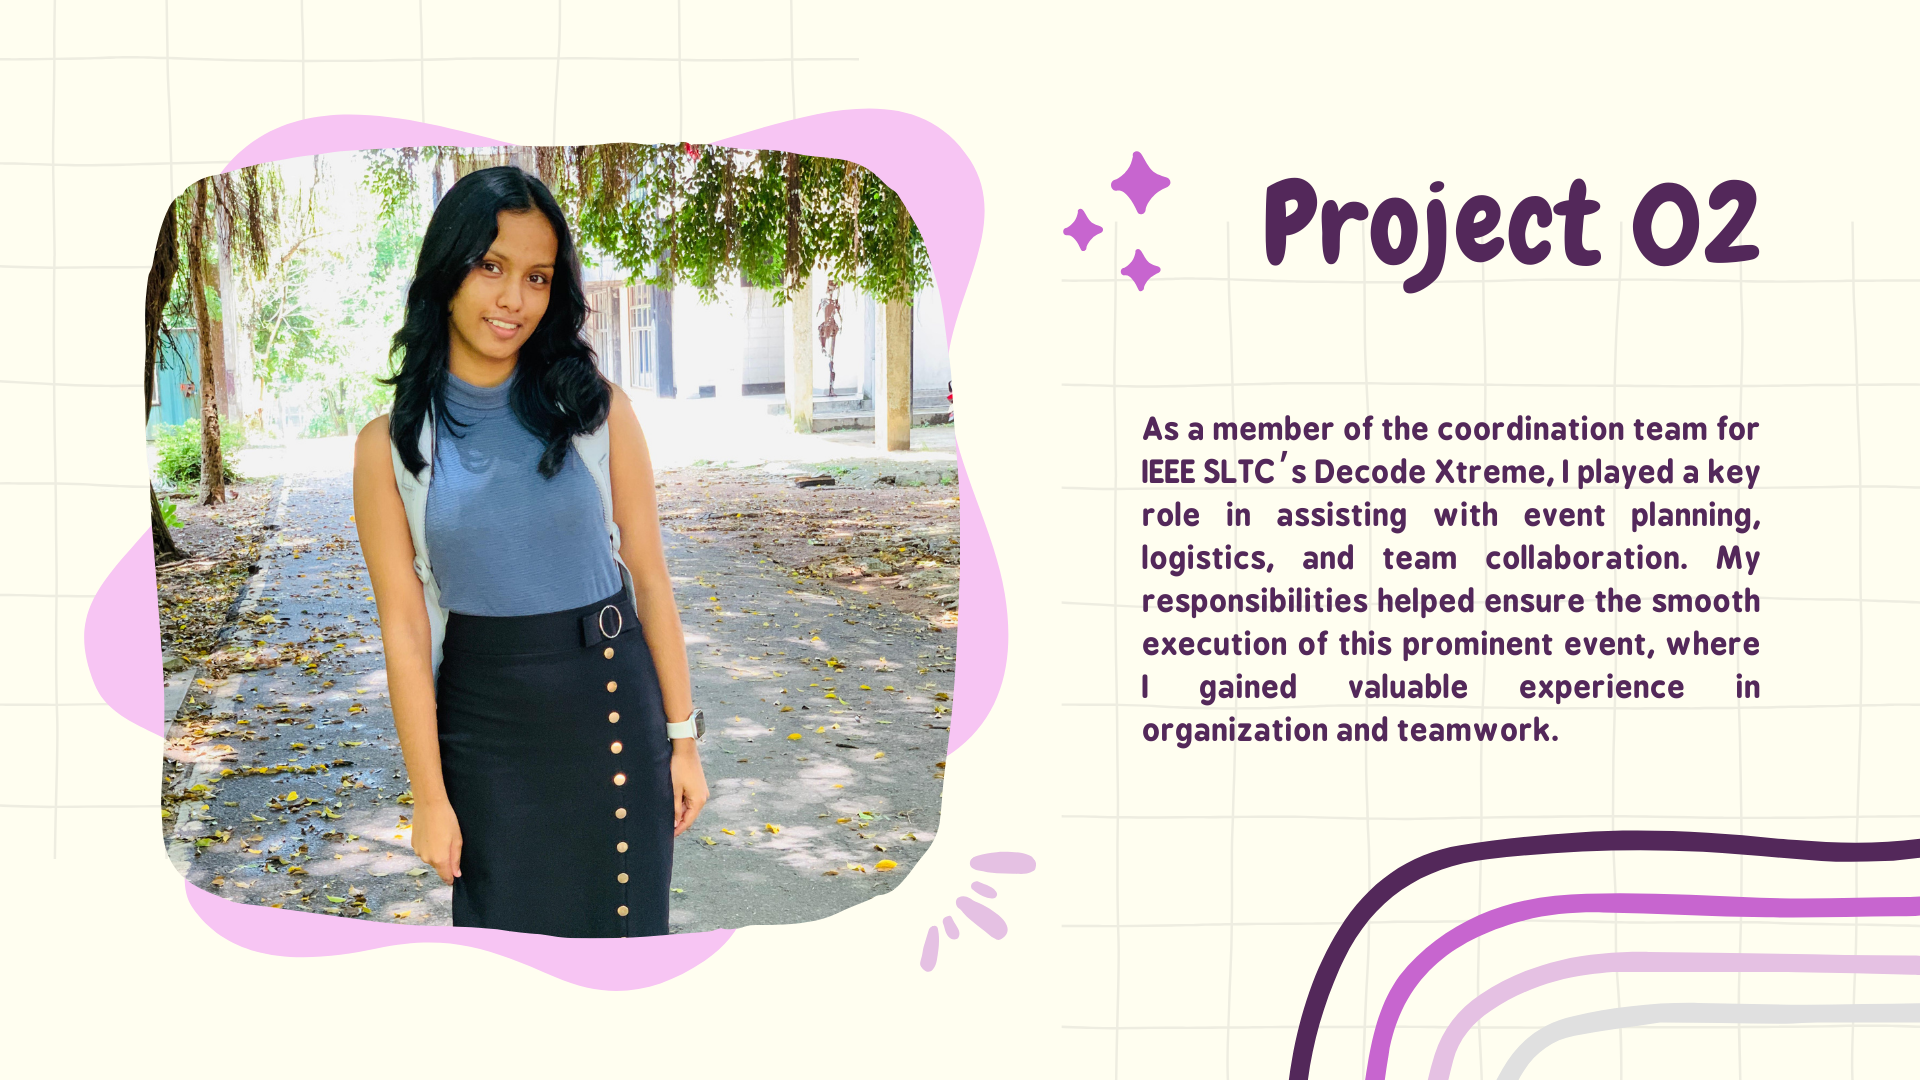 Project 02
As a member of the coordination team for
IEEE SLTC’s Decode Xtreme, I played a key
role in assisting with event planning,
logistics, and team collaboration. My
responsibilities helped ensure the smooth
execution of this prominent event, where
I gained valuable experience in
organization and teamwork.